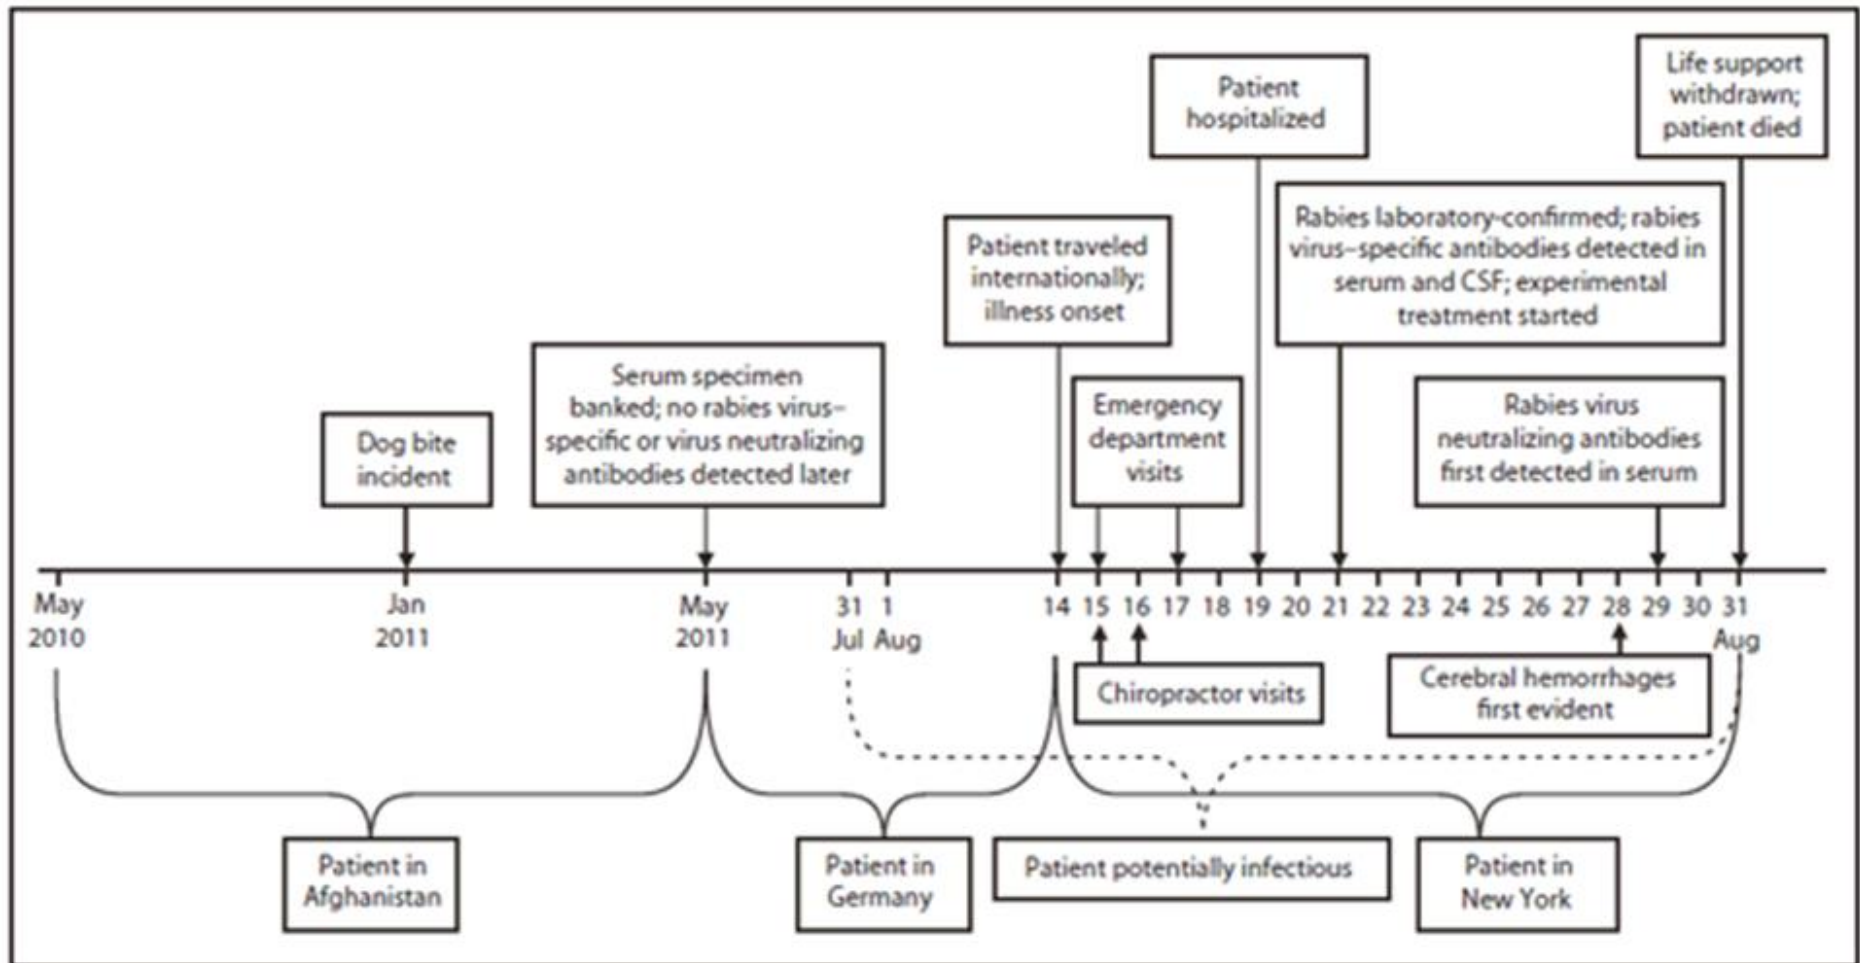 Life support
withdrawn;
patient died
Patient
hospitalized
Rabies laboratory-confirmed; rabies
virus–specific antibodies detected in
serum and CSF; experimental
treatment started
Patient traveled
internationally;
illness onset
Serum specimen
banked; no rabies virus–
specific or virus neutralizing
antibodies detected later
Emergency
department
visits
Rabies virus
neutralizing antibodies
first detected in serum
Dog bite
incident
May
2010
Jan
2011
May
2011
31 1
Jul Aug
14 15 16 17 18 19 20 21 22 23 24 25 26 27 28 29 30 31
Aug
Chiropractor visits
Cerebral hemorrhages
first evident
Patient in
Afghanistan
Patient in
Germany
Patient potentially infectious
Patient in
New York